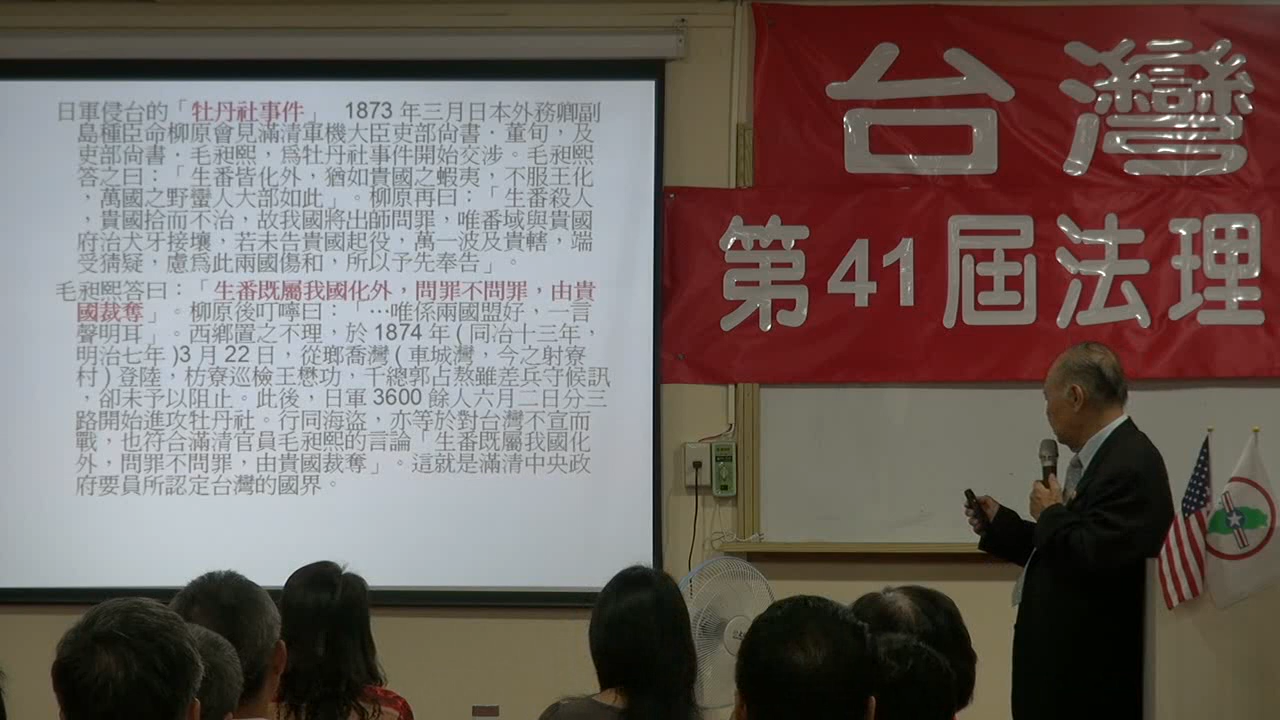 日軍侵台的「牡丹社事件」 1873 年三月日本外務卿副
島種臣命柳原會見滿清軍機大臣吏部尚書．董旬，及
吏部尚書．毛昶熙，為牡丹社事件開始交涉。毛昶熙
答之曰：「生番皆化外，猶如貴國之蝦夷，不服王化
，萬國之野蠻人大部如此」。柳原再曰：「生番殺人
，貴國拾而不治，故我國將出師問罪，唯番域與貴國
府治犬牙接壤，若未告貴國起役，萬一波及貴轄，端
受猜疑，慮為此兩國傷和，所以予先奉告」。
毛昶熙答曰：「生番既屬我國化外，問罪不問罪，由貴
國裁奪」。柳原後叮嚀曰：「…唯係兩國盟好，一言
聲明耳」。西鄉置之不理，於 1874 年 ( 同冶十三年，
明治七年 )3 月 22 日，從瑯喬灣 ( 車城灣，今之射寮
村 ) 登陸，枋寮巡檢王懋功，千總郭占熬雖差兵守候訊
，卻未予以阻止。此後，日軍 3600 餘人六月二日分三
路開始進攻牡丹社。行同海盜，亦等於對台灣不宣而
戰，也符合滿清官員毛昶熙的言論「生番既屬我國化
外，問罪不問罪，由貴國裁奪」。這就是滿清中央政
府要員所認定台灣的國界。
台灣
第41屆法理